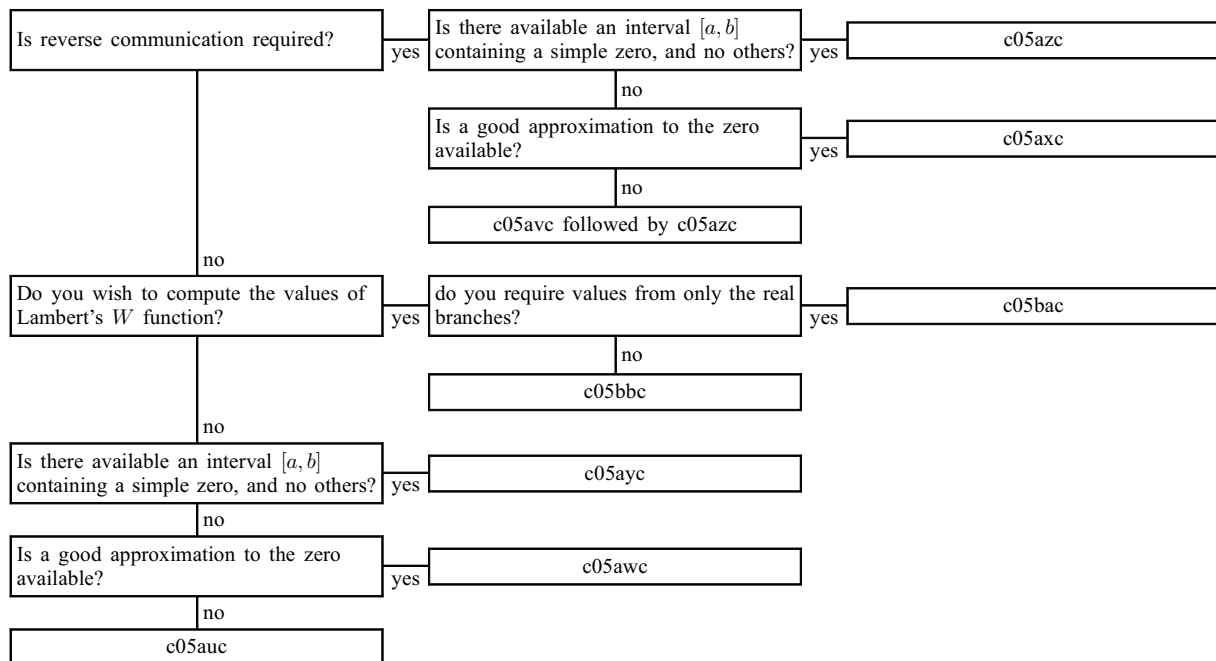 Is reverse communication required?
yes
Is there available an interval [a, b]
containing a simple zero, and no others?
yes
c05azc
no
Is a good approximation to the zero
available?
yes
c05axc
no
c05avc followed by c05azc
no
Do you wish to compute the values of
Lambert's W function?
yes
do you require values from only the real
branches?
yes
c05bac
no
c05bbc
no
Is there available an interval [a, b]
containing a simple zero, and no others?
yes
c05ayc
no
Is a good approximation to the zero
available?
yes
c05awc
no
c05auc